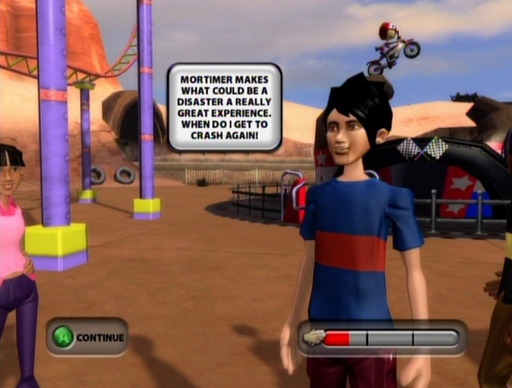 MORTIMER MAKES
WHAT COULD BE A
DISASTER A REALLY
GREAT EXPERIENCE.
WHEN DO I GET TO
CRASH AGAIN!
A CONTINUE